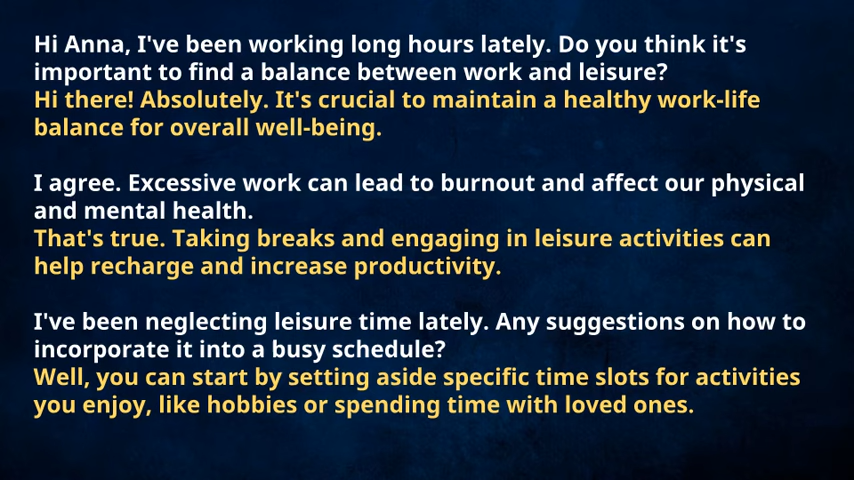 Hi Anna, I've been working long hours lately. Do you think it's
important to find a balance between work and leisure?
Hi there! Absolutely. It's crucial to maintain a healthy work-life
balance for overall well-being.
I agree. Excessive work can lead to burnout and affect our physical
and mental health.
That's true. Taking breaks and engaging in leisure activities can
help recharge and increase productivity.
I've been neglecting leisure time lately. Any suggestions on how to
incorporate it into a busy schedule?
Well, you can start by setting aside specific time slots for activities
you enjoy, like hobbies or spending time with loved ones.